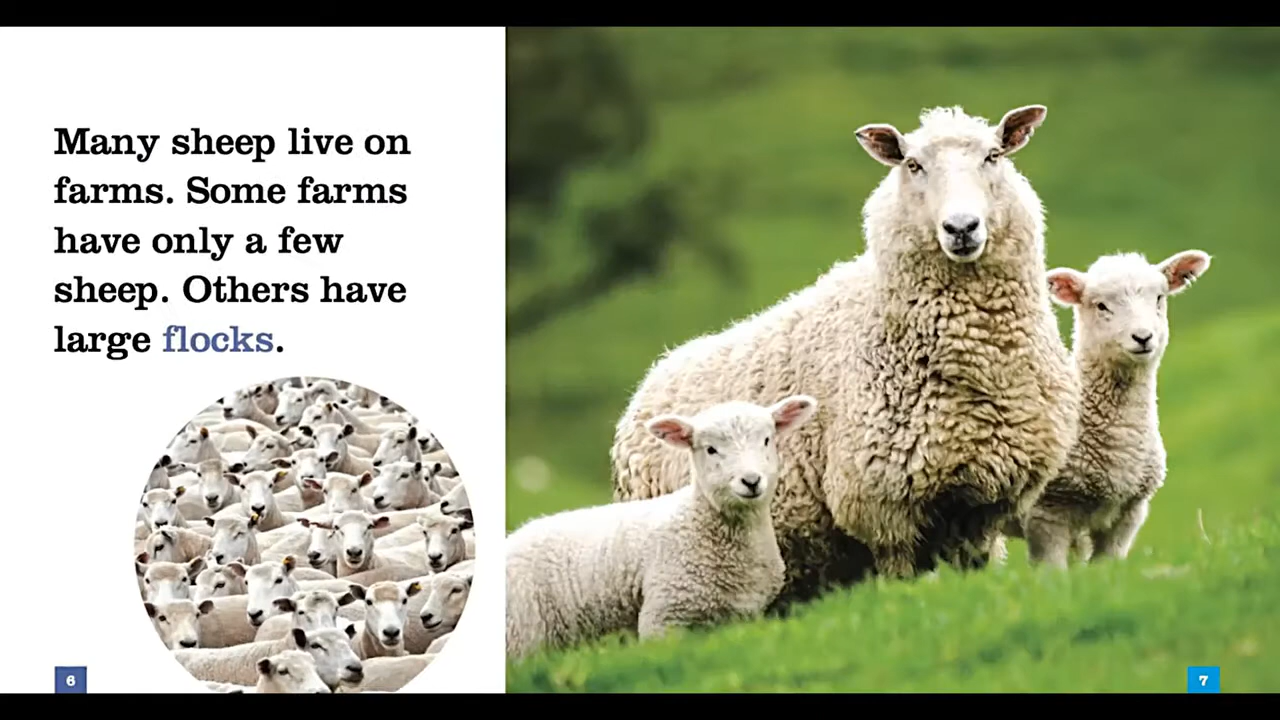 Many sheep live on
farms. Some farms
have only a few
sheep. Others have
large flocks.
6
7